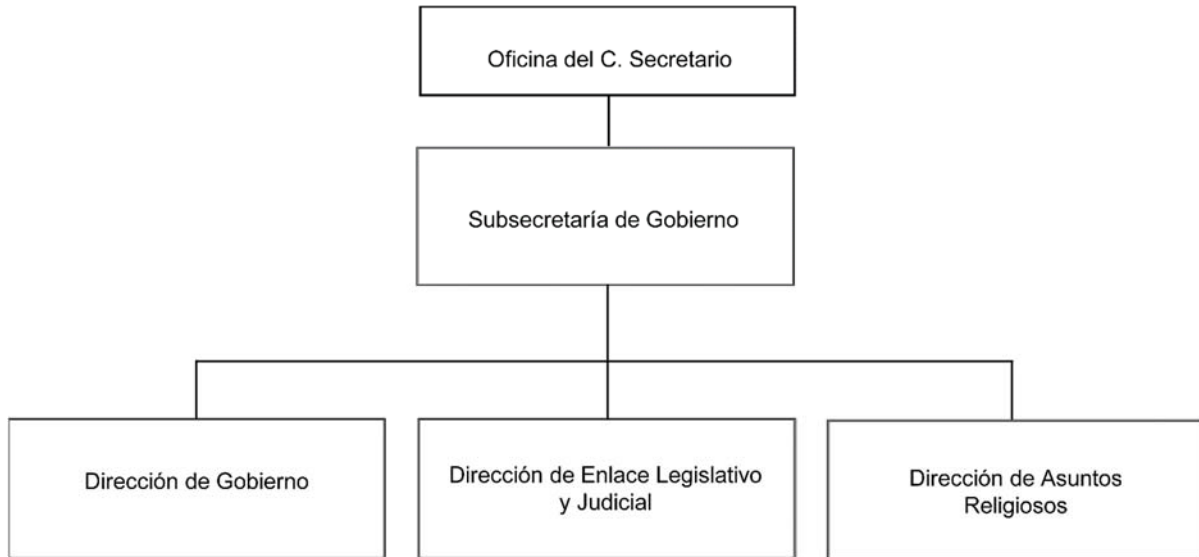 Oficina del C. Secretario
Subsecretaría de Gobierno
Dirección de Gobierno
Dirección de Enlace Legislativo
y Judicial
Dirección de Asuntos
Religiosos